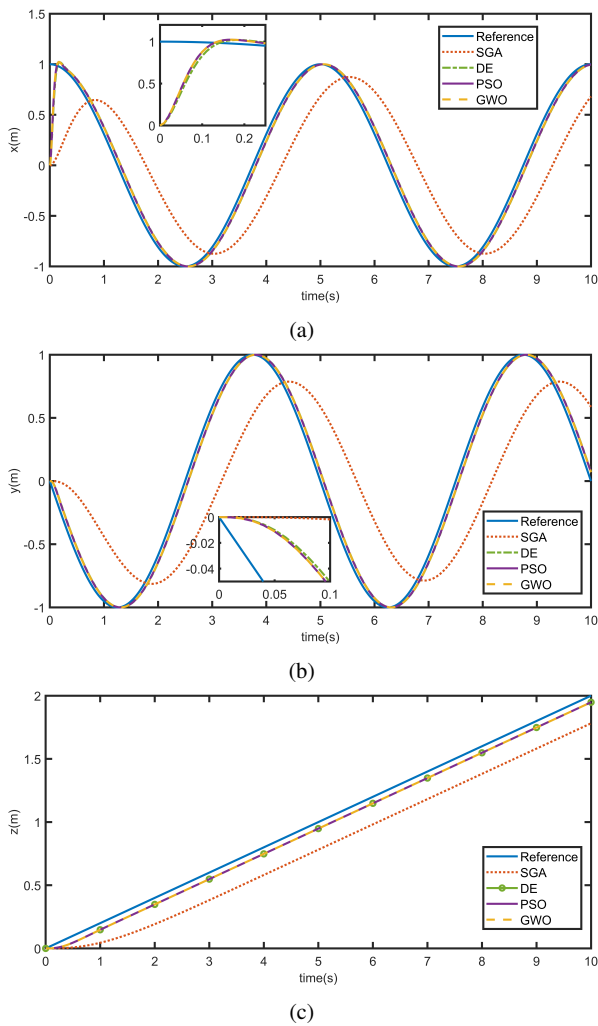 1.5
1
0.5
0
-0.5
-1
x(m)
0 1 2 3 4 5 6 7 8 9 10
time(s)
1
0.5
0
0 0.1 0.2
Reference
SGA
DE
PSO
GWO
(a)
1
0.5
0
-0.5
-1
y(m)
0 1 2 3 4 5 6 7 8 9 10
time(s)
0
-0.02
-0.04
0 0.05 0.1
Reference
SGA
DE
PSO
GWO
(b)
2
1.5
1
0.5
0
z(m)
0 1 2 3 4 5 6 7 8 9 10
time(s)
Reference
SGA
DE
PSO
GWO
(c)